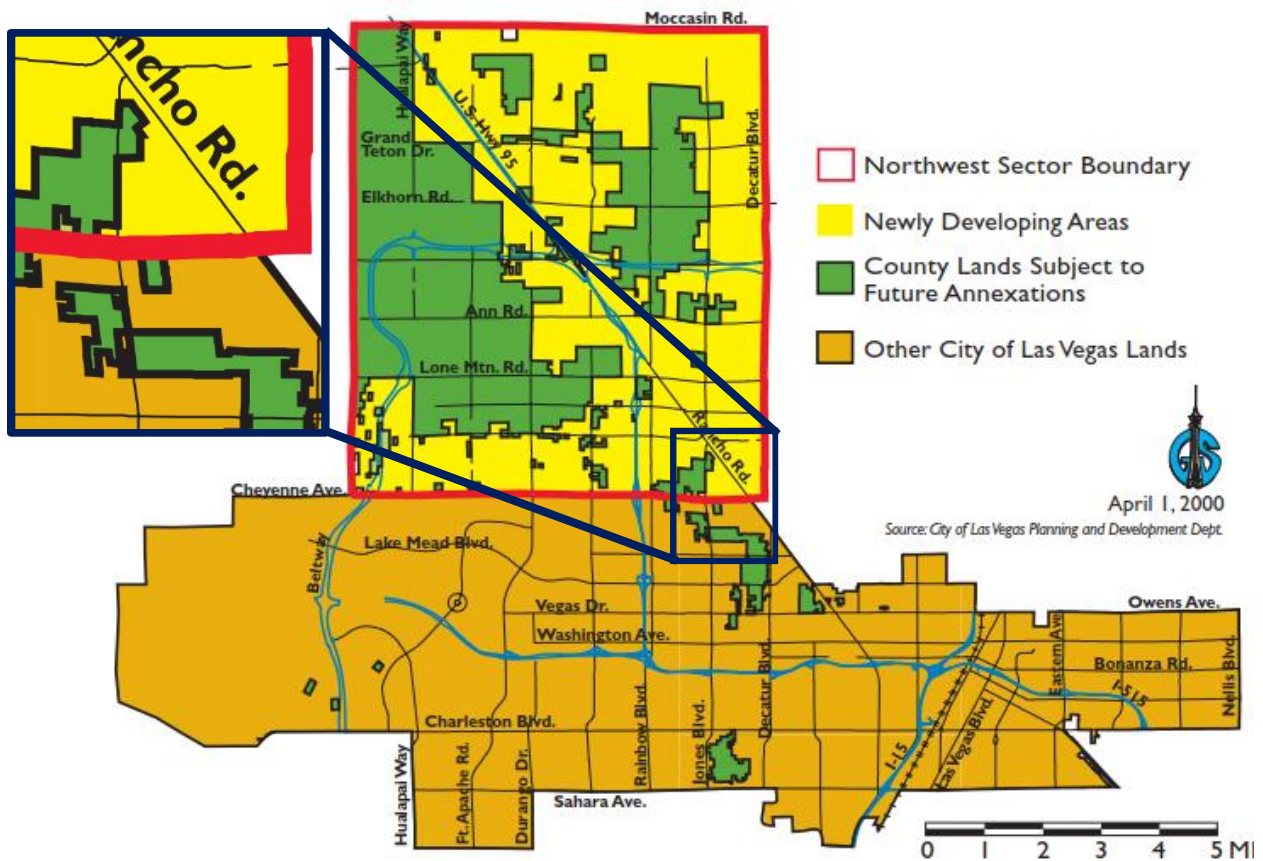 Moccasin Rd.
ncho Rd.
Hualapai Way
U.S. Hwy 95
Grand
Teton Dr.
Decatur Blvd.
Elkhorn Rd.
Northwest Sector Boundary
Newly Developing Areas
County Lands Subject to
Future Annexations
Other City of Las Vegas Lands
Ann Rd.
Lone Mtn. Rd.
Rancho Rd.
GS
April 1, 2000
Source: City of Las Vegas Planning and Development Dept.
Cheyenne Ave.
Beltway
Lake Mead Blvd.
Vegas Dr.
Owens Ave.
Washington Ave.
Eastern Ave.
Bonanza Rd.
I-515
Nellis Blvd.
Charleston Blvd.
Rainbow Blvd.
Jones Blvd.
Decatur Blvd.
I-15
Las Vegas Blvd.
Hualapai Way
Ft. Apache Rd.
Durango Dr.
Sahara Ave.
0 1 2 3 4 5 MI